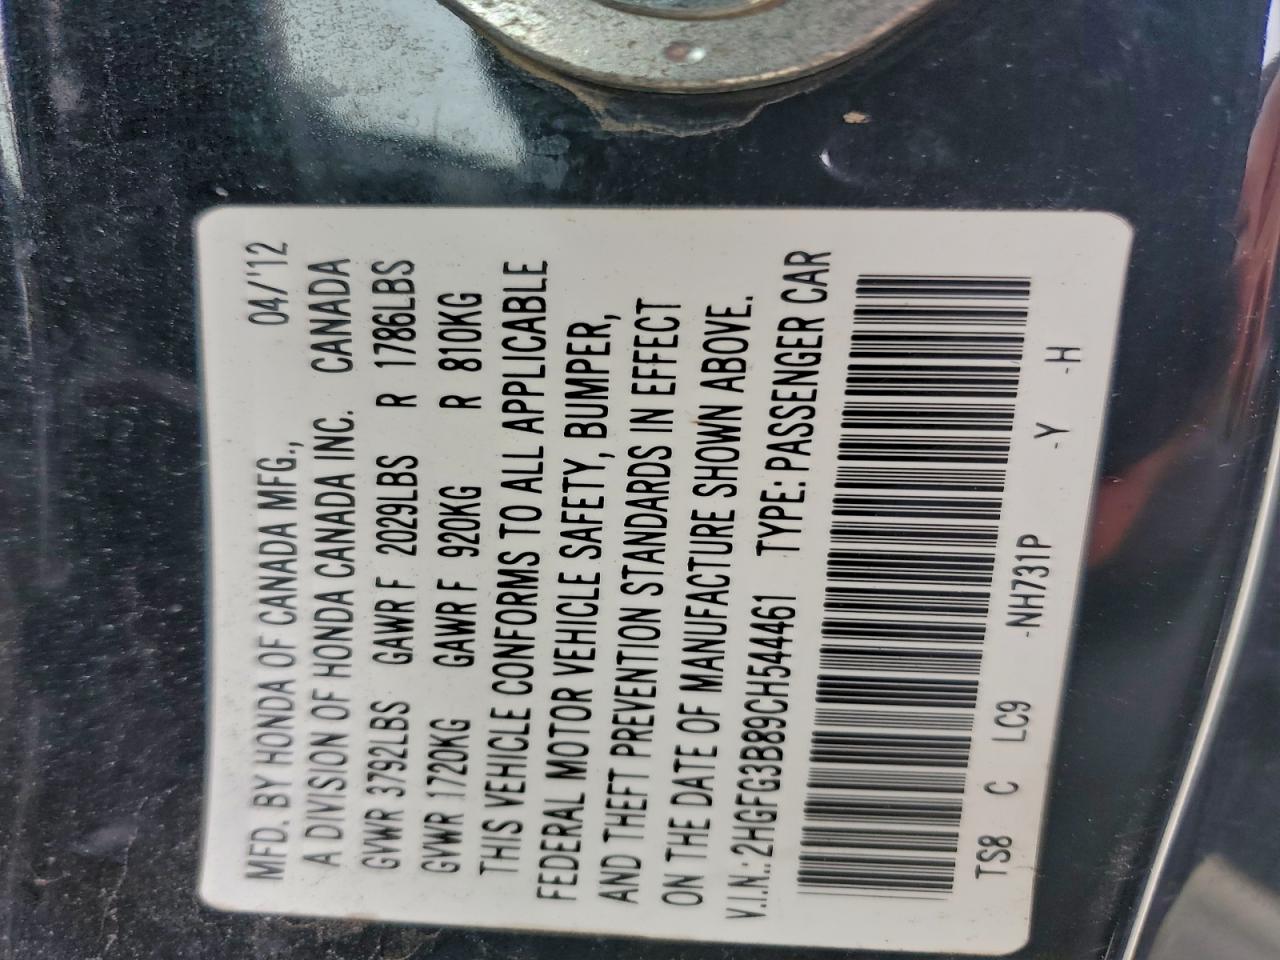 MFD. BY HONDA OF CANADA MFG., 04/'12
A DIVISION OF HONDA CANADA INC. CANADA
GVWR 3792LBS GAWR F 2029LBS R 1786LBS
GVWR 1720KG GAWR F 920KG R 810KG
THIS VEHICLE CONFORMS TO ALL APPLICABLE
FEDERAL MOTOR VEHICLE SAFETY, BUMPER,
AND THEFT PREVENTION STANDARDS IN EFFECT
ON THE DATE OF MANUFACTURE SHOWN ABOVE.
V.I.N.: 2HGFG3B89CH544461 TYPE: PASSENGER CAR
TS8 C LC9 -NH731P -Y -H